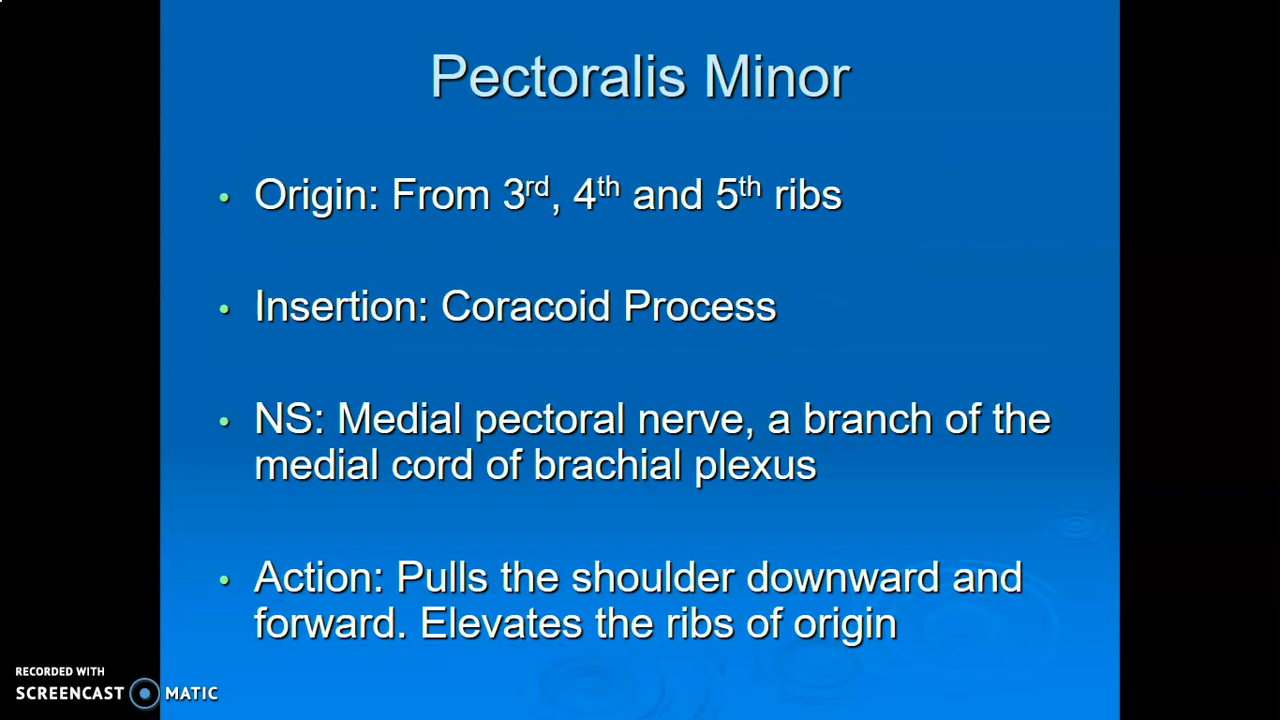 Pectoralis Minor
• Origin: From 3rd, 4th and 5th ribs
• Insertion: Coracoid Process
• NS: Medial pectoral nerve, a branch of the
medial cord of brachial plexus
• Action: Pulls the shoulder downward and
forward. Elevates the ribs of origin
RECORDED WITH
SCREENCAST MATIC